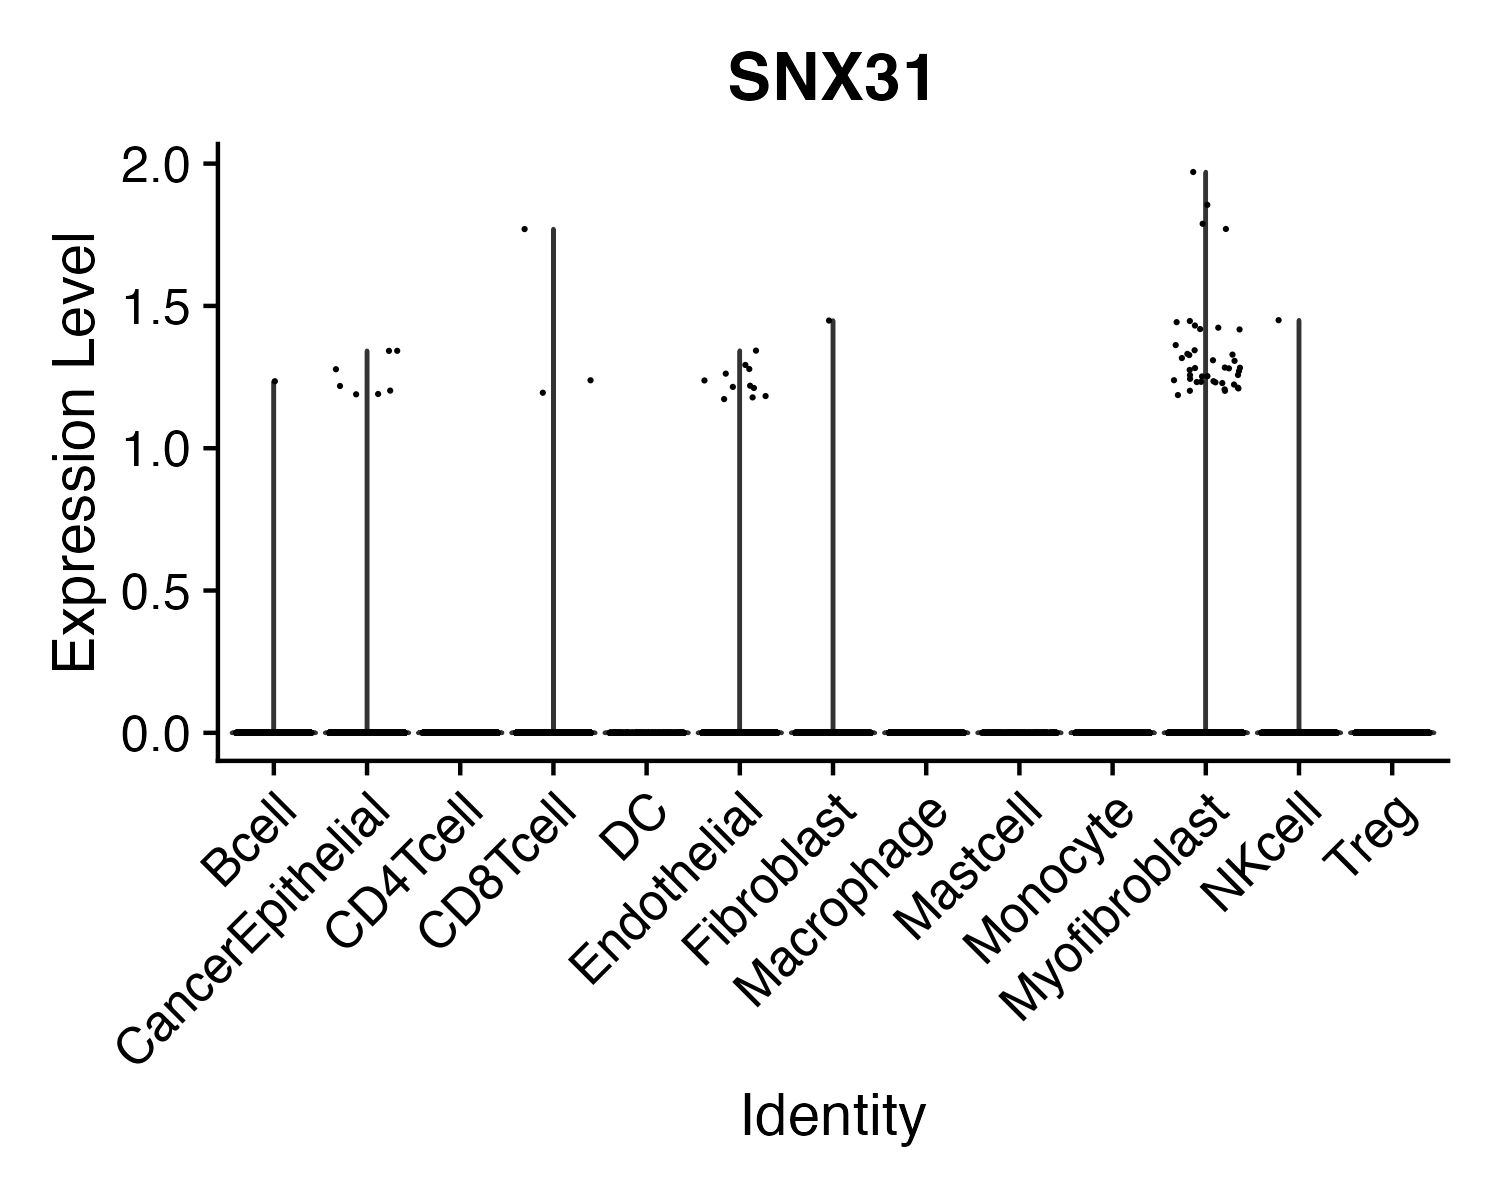 SNX31
Expression Level
2.0
1.5
1.0
0.5
0.0
Bcell
CancerEpithelial
CD4Tcell
CD8Tcell
DC
Endothelial
Fibroblast
Macrophage
Mastcell
Monocyte
Myofibroblast
NKcell
Treg
Identity